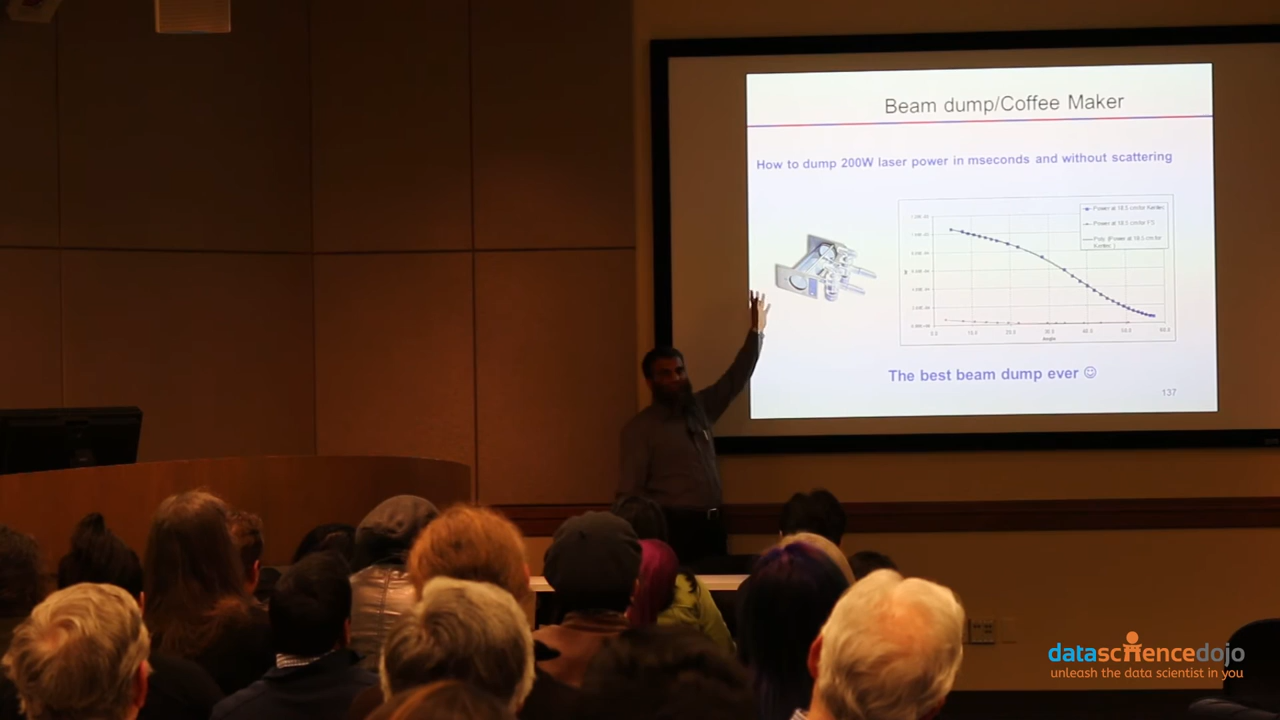 Beam dump/Coffee Maker
How to dump 200W laser power in mseconds and without scattering
Angle
The best beam dump ever ☺
137
datasciencedojo
unleash the data scientist in you